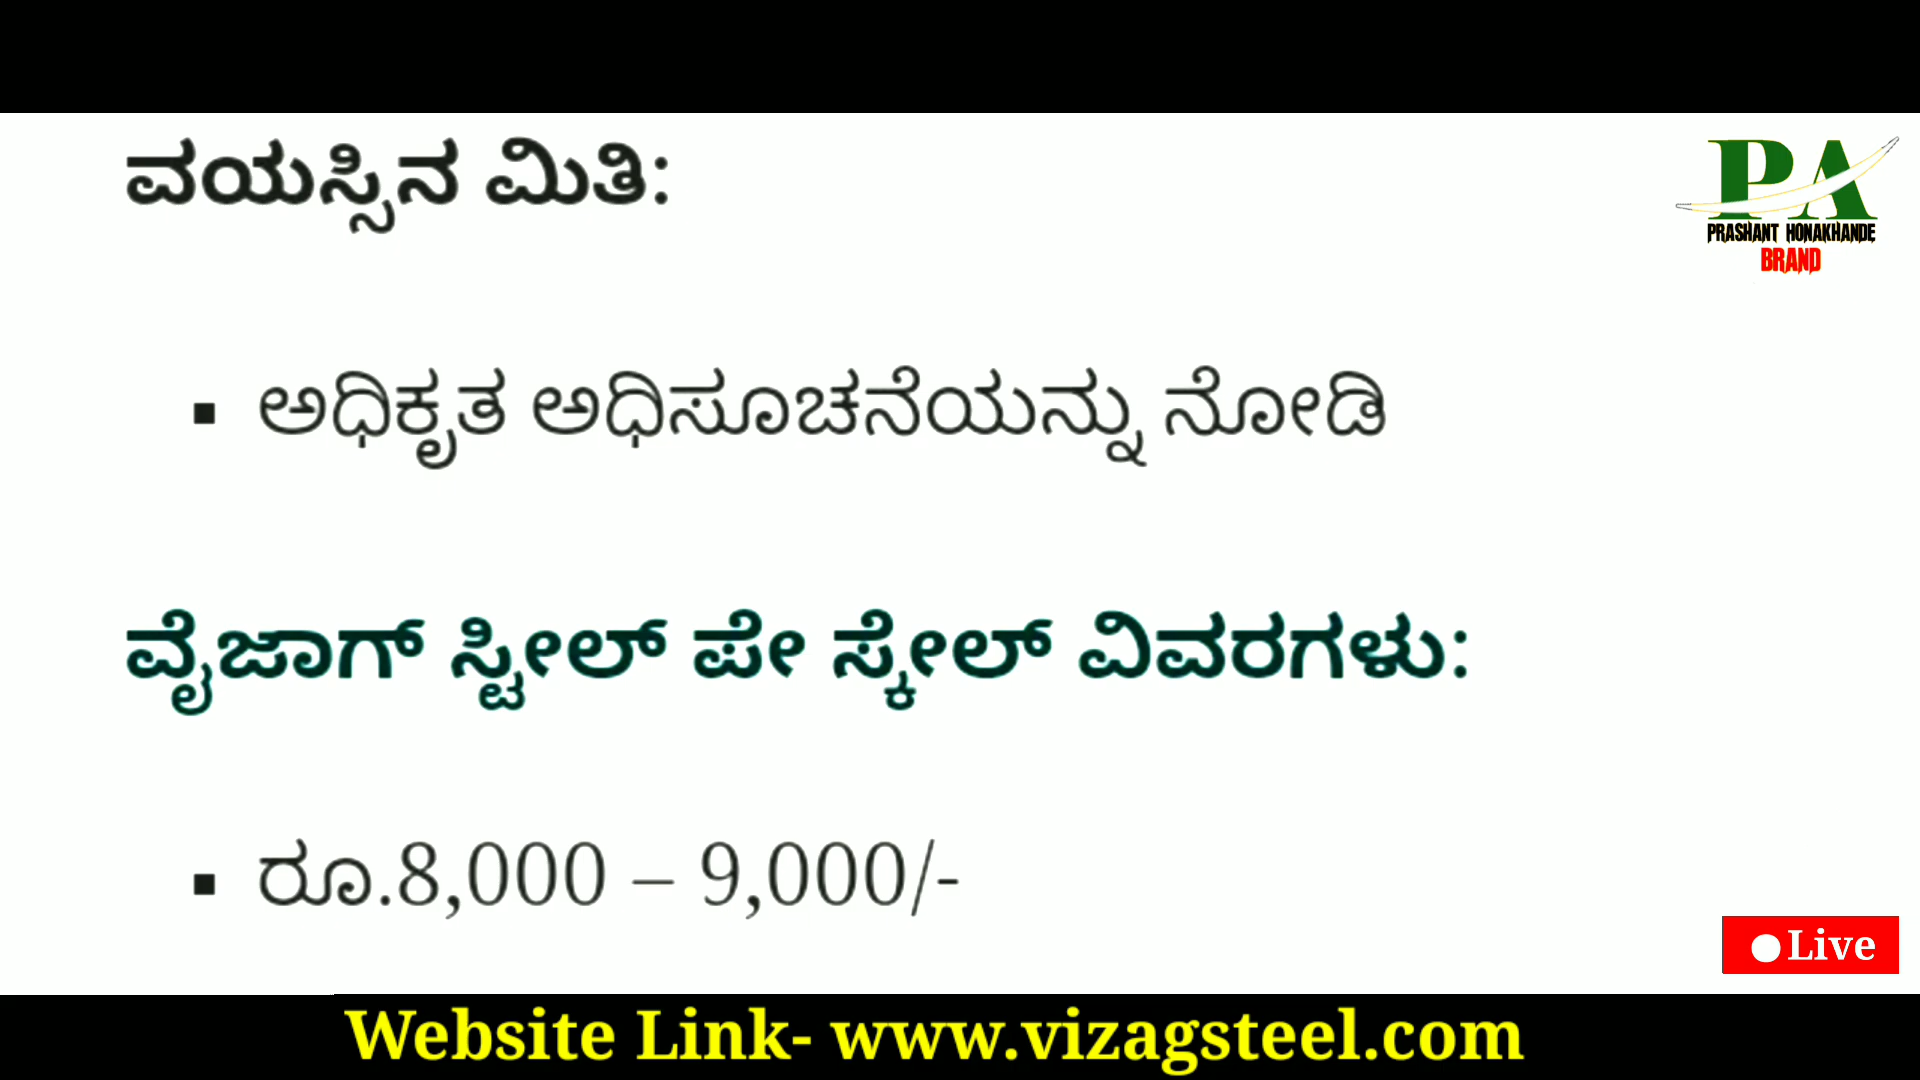 ವಯಸ್ಸಿನ ಮಿತಿ:
PA
PRASHANT HONAKHANDE
BRAND
▪ ಅಧಿಕೃತ ಅಧಿಸೂಚನೆಯನ್ನು ನೋಡಿ
ವೈಜಾಗ್ ಸ್ಟೀಲ್ ಪೇ ಸ್ಕೇಲ್ ವಿವರಗಳು:
▪ ರೂ.8,000 – 9,000/-
Live
Website Link- www.vizagsteel.com